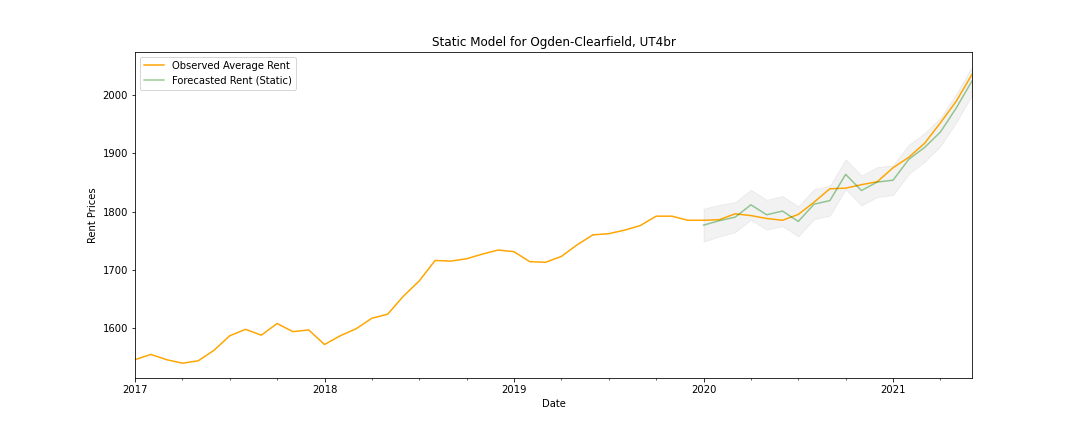 Static Model for Ogden-Clearfield, UT4br
Observed Average Rent
Forecasted Rent (Static)
2000
1900
1800
1700
1600
Rent Prices
2017
2018
2019
2020
2021
Date